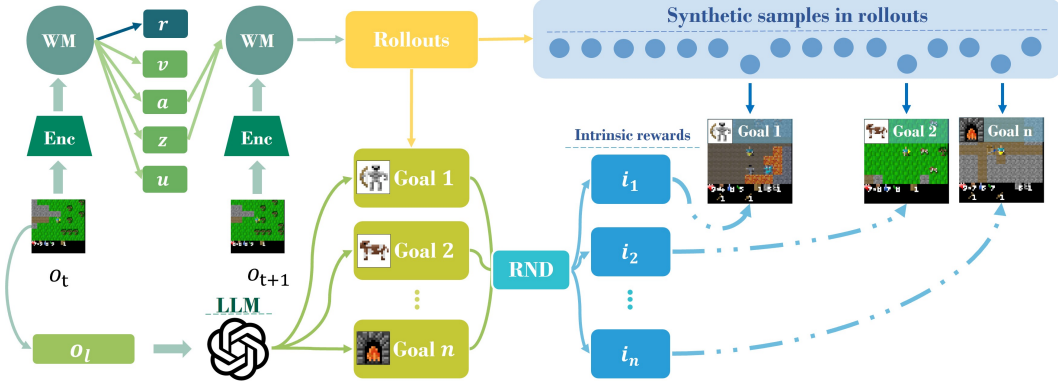 WM
r
v
a
z
u
WM
Rollouts
Synthetic samples in rollouts
Enc
Enc
o_t
o_{t+1}
Intrinsic rewards
Goal 1
Goal 2
Goal n
Goal 1
Goal 2
Goal n
RND
i_1
i_2
i_n
LLM
o_l